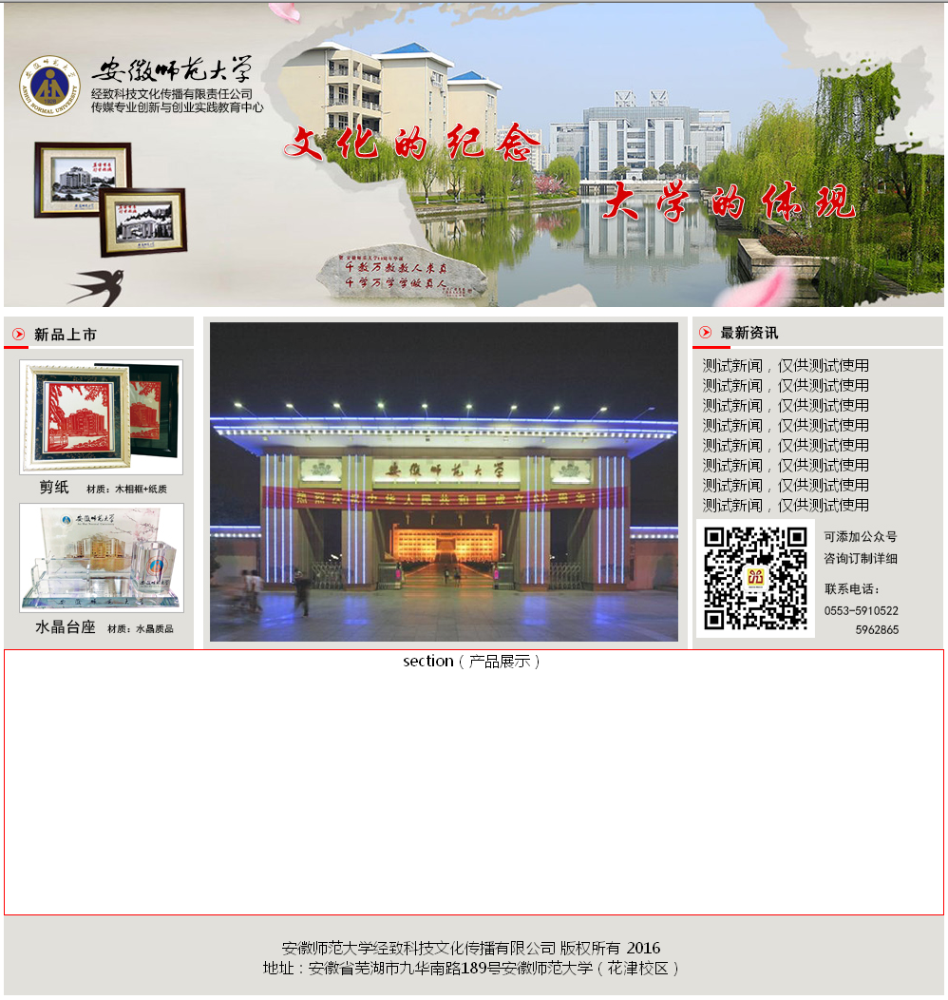 安徽师范大学
经致科技文化传播有限责任公司
传媒专业创新与创业实践教育中心
ANHUI NORMAL UNIVERSITY
文化的纪念
大学的体现
千教万教教人求真
千学万学学做真人
新品上市
剪纸 材质：木相框+纸质
安徽师范大学
水晶台座 材质：水晶质品
安徽师范大学
最新资讯
测试新闻，仅供测试使用
测试新闻，仅供测试使用
测试新闻，仅供测试使用
测试新闻，仅供测试使用
测试新闻，仅供测试使用
测试新闻，仅供测试使用
测试新闻，仅供测试使用
测试新闻，仅供测试使用
可添加公众号
咨询订制详细
联系电话：
0553-5910522
5962865
section（产品展示）
安徽师范大学经致科技文化传播有限公司 版权所有 2016
地址：安徽省芜湖市九华南路189号安徽师范大学（花津校区）